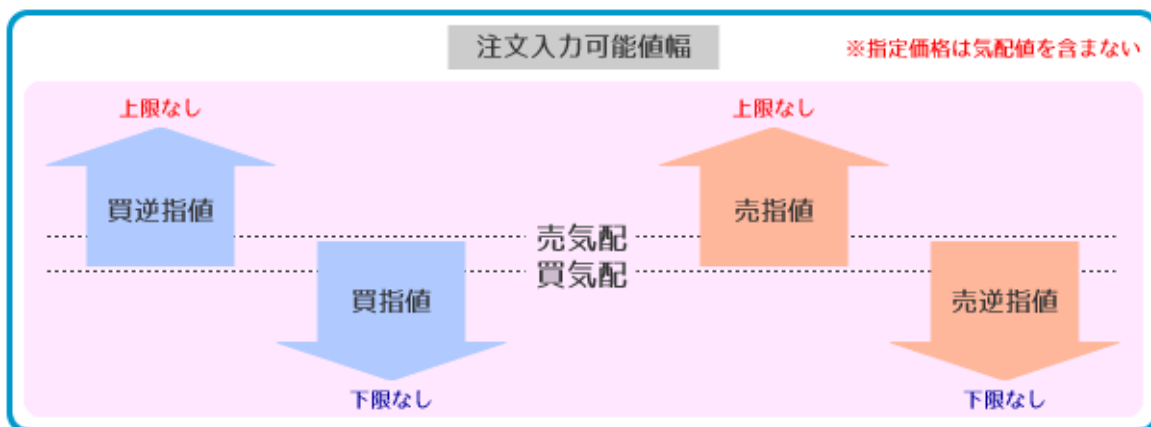 注文入力可能値幅
※指定価格は気配値を含まない
上限なし
上限なし
買逆指値
売指値
売気配
買気配
買指値
売逆指値
下限なし
下限なし